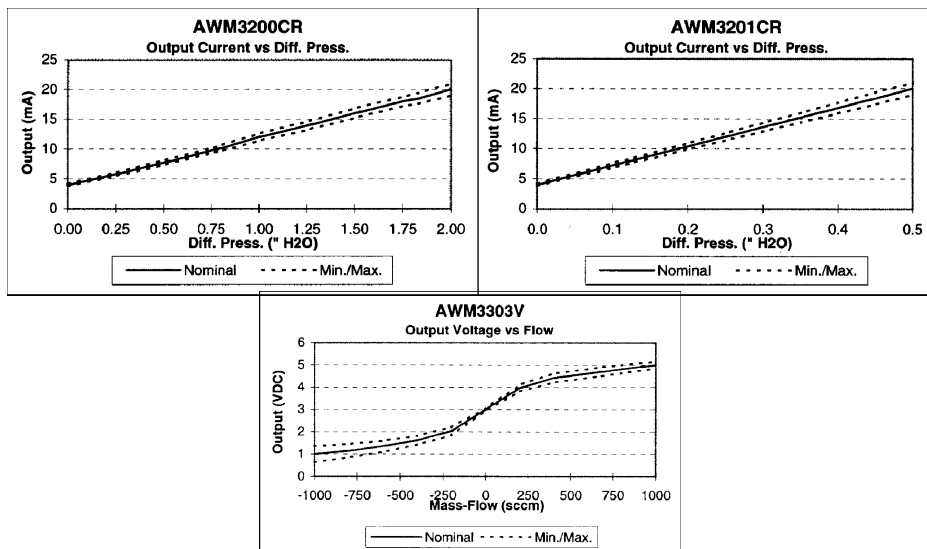 AWM3200CR
Output Current vs Diff. Press.
Output (mA)
25
20
15
10
5
0
0.00 0.25 0.50 0.75 1.00 1.25 1.50 1.75 2.00
Diff. Press. (" H2O)
Nominal Min./Max.
AWM3201CR
Output Current vs Diff. Press.
Output (mA)
25
20
15
10
5
0
0.0 0.1 0.2 0.3 0.4 0.5
Diff. Press. (" H2O)
Nominal Min./Max.
AWM3303V
Output Voltage vs Flow
Output (VDC)
6
5
4
3
2
1
0
-1000 -750 -500 -250 0 250 500 750 1000
Mass-Flow (sccm)
Nominal Min./Max.